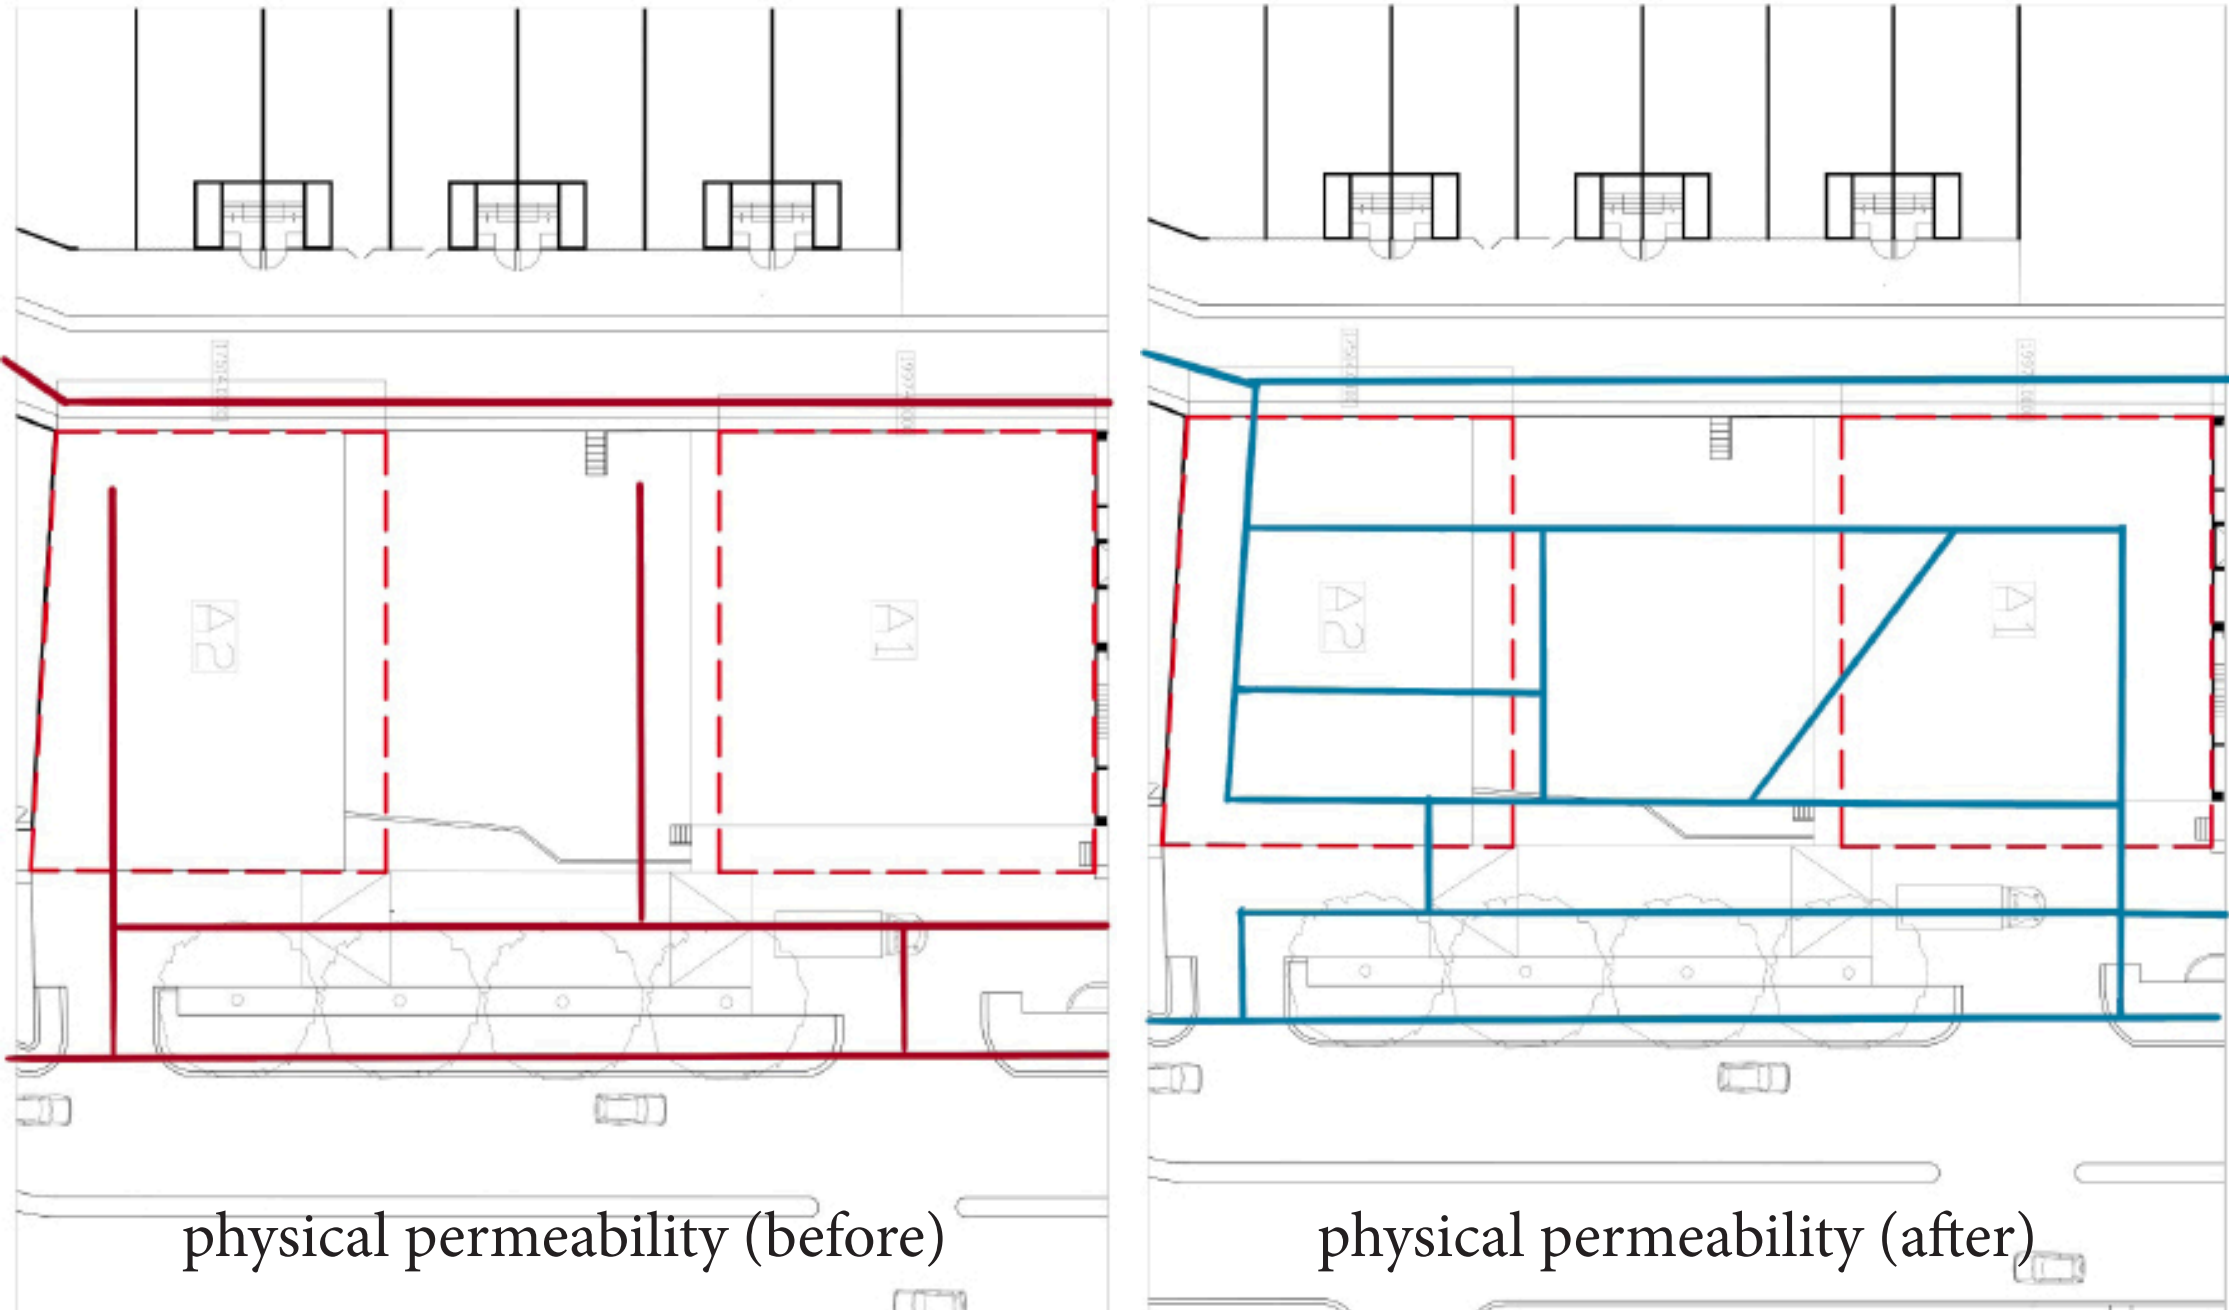 A2
A1
A2
A1
physical permeability (before)
physical permeability (after)